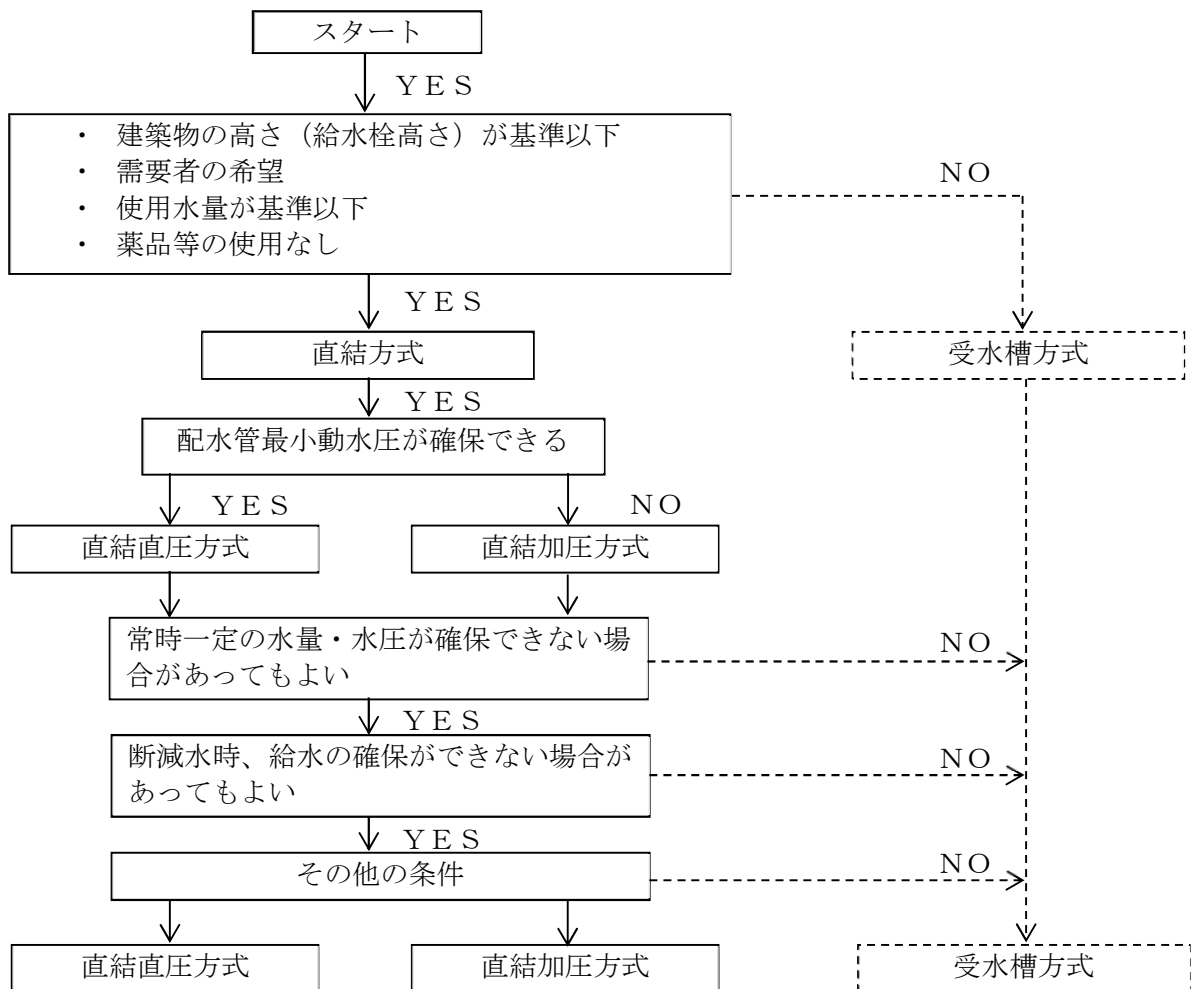 スタート
ＹＥＳ
・ 建築物の高さ（給水栓高さ）が基準以下
・ 需要者の希望
・ 使用水量が基準以下
・ 薬品等の使用なし
ＮＯ
ＹＥＳ
直結方式
受水槽方式
ＹＥＳ
配水管最小動水圧が確保できる
ＹＥＳ
ＮＯ
直結直圧方式
直結加圧方式
常時一定の水量・水圧が確保できない場
合があってもよい
ＮＯ
ＹＥＳ
断減水時、給水の確保ができない場合が
あってもよい
ＮＯ
ＹＥＳ
その他の条件
ＮＯ
直結直圧方式
直結加圧方式
受水槽方式